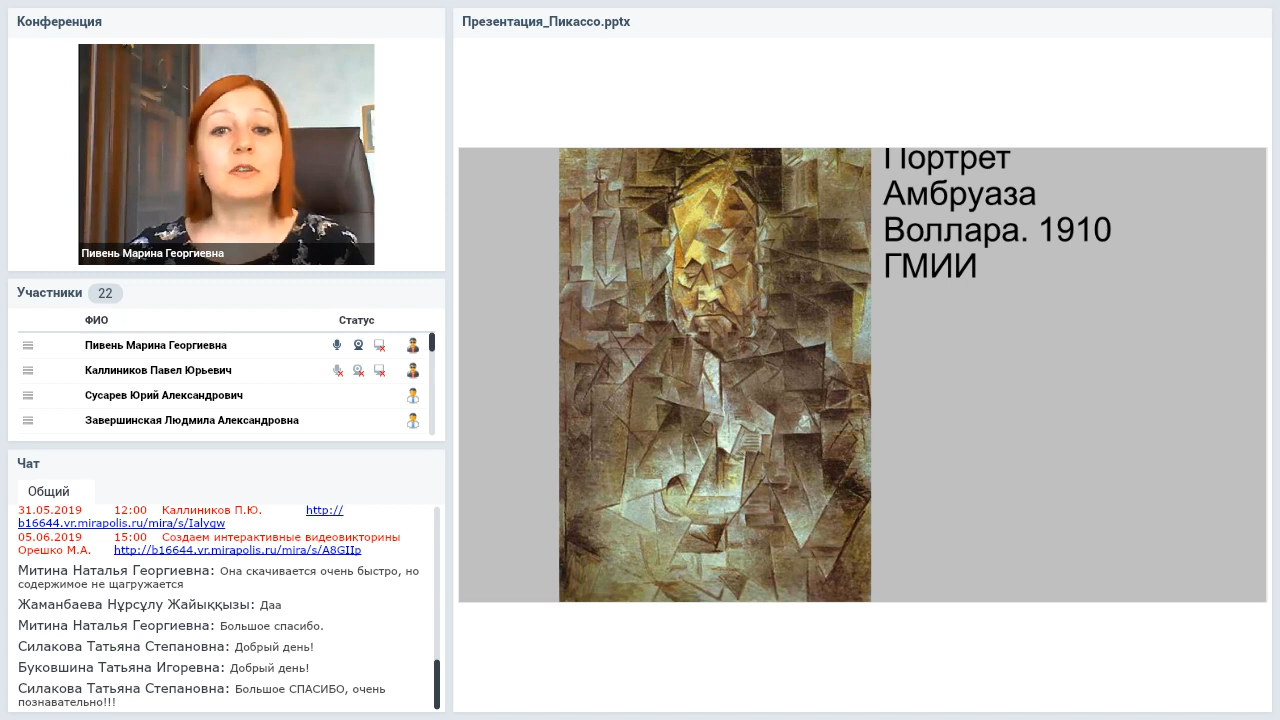 Конференция
Пивень Марина Георгиевна
Участники 22
ФИО Статус
Пивень Марина Георгиевна
Каллиников Павел Юрьевич
Сусарев Юрий Александрович
Завершинская Людмила Александровна
Чат
Общий
31.05.2019 12:00 Каллиников П.Ю. http://
b16644.vr.mirapolis.ru/mira/s/Ialyqw
05.06.2019 15:00 Создаем интерактивные видеовикторины
Орешко М.А. http://b16644.vr.mirapolis.ru/mira/s/A8GIIp
Митина Наталья Георгиевна: Она скачивается очень быстро, но
содержимое не щагружается
Жаманбаева Нұрсұлу Жайыққызы: Даа
Митина Наталья Георгиевна: Большое спасибо.
Силакова Татьяна Степановна: Добрый день!
Буковшина Татьяна Игоревна: Добрый день!
Силакова Татьяна Степановна: Большое СПАСИБО, очень
познавательно!!!
Презентация_Пикассо.pptx
Портрет
Амбруаза
Воллара. 1910
ГМИИ